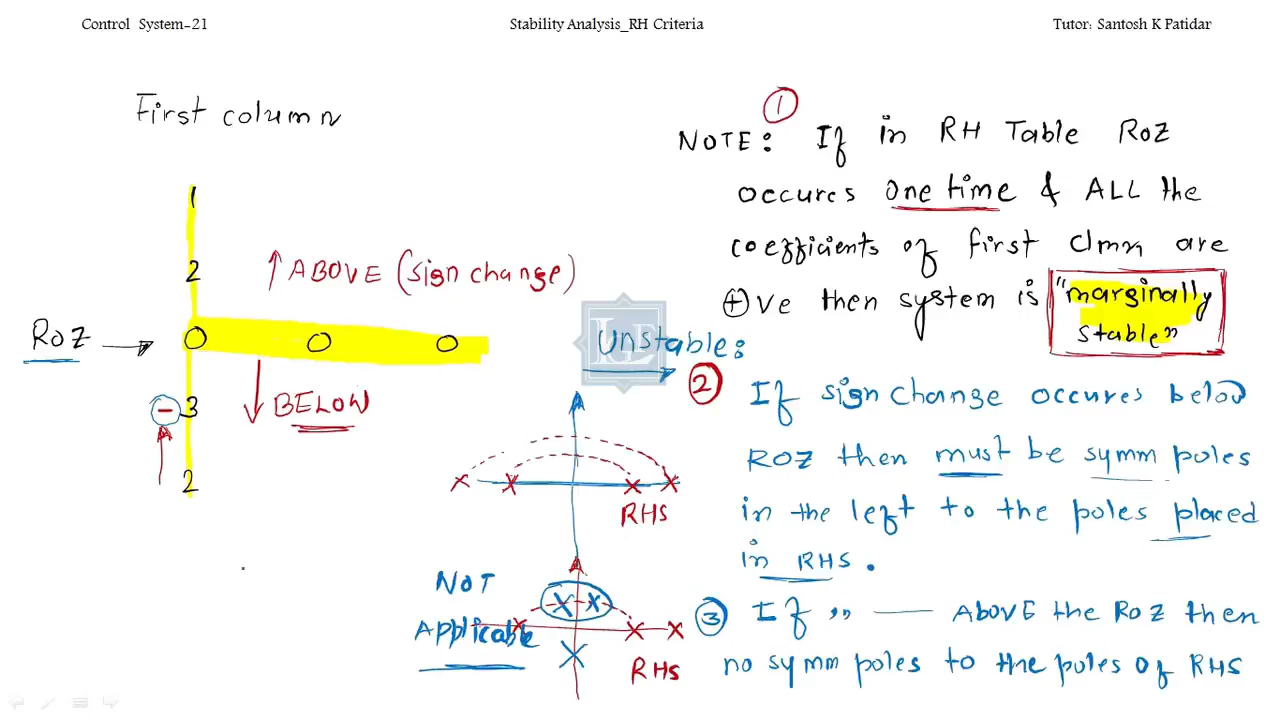 Control System-21
Stability Analysis_RH Criteria
Tutor: Santosh K Patidar
First column
1
2
ROZ
0 0 0
↑ ABOVE (sign change)
↓ BELOW
- 3
2
①
NOTE: If in RH Table ROZ
occures one time & ALL the
coefficients of first clmn are
⊕ve then system is "marginally
stable"
Unstable:
② If sign change occures below
ROZ then must be symm poles
in the left to the poles placed
in RHS.
③ If ,, — ABOVE the ROZ then
no symm poles to the poles of RHS
RHS
NOT
Applicable
RHS